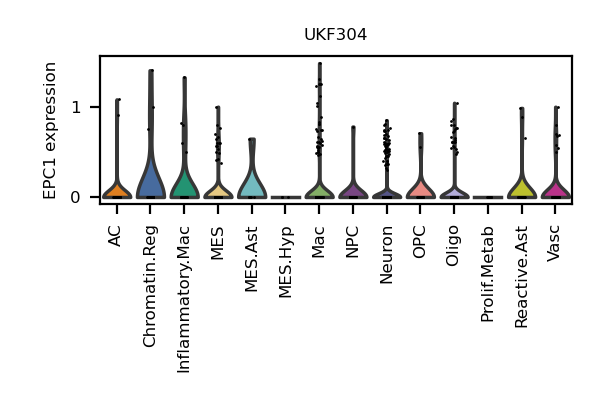 UKF304
EPC1 expression
1
0
AC
Chromatin.Reg
Inflammatory.Mac
MES
MES.Ast
MES.Hyp
Mac
NPC
Neuron
OPC
Oligo
Prolif.Metab
Reactive.Ast
Vasc